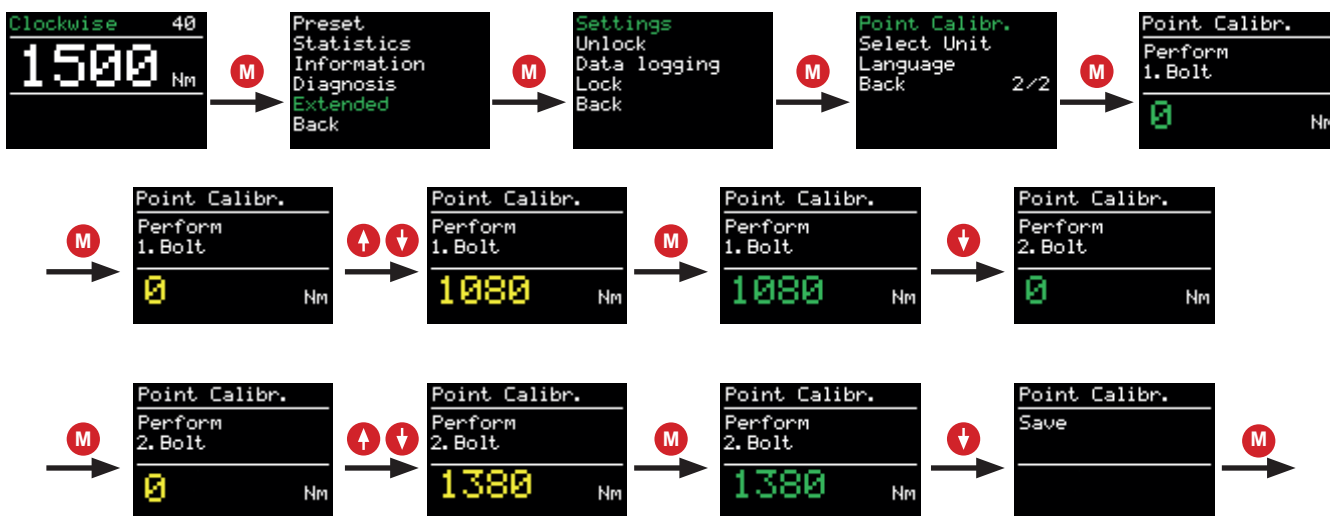 Clockwise 40
1500 Nm
M
Preset
Statistics
Information
Diagnosis
Extended
Back
M
Settings
Unlock
Data logging
Lock
Back
M
Point Calibr.
Select Unit
Language
Back 2/2
M
Point Calibr.
Perform
1. Bolt
0 Nm
M
Point Calibr.
Perform
1. Bolt
0 Nm
Point Calibr.
Perform
1. Bolt
1080 Nm
M
Point Calibr.
Perform
1. Bolt
1080 Nm
Point Calibr.
Perform
2. Bolt
0 Nm
M
Point Calibr.
Perform
2. Bolt
0 Nm
Point Calibr.
Perform
2. Bolt
1380 Nm
M
Point Calibr.
Perform
2. Bolt
1380 Nm
Point Calibr.
Save
M